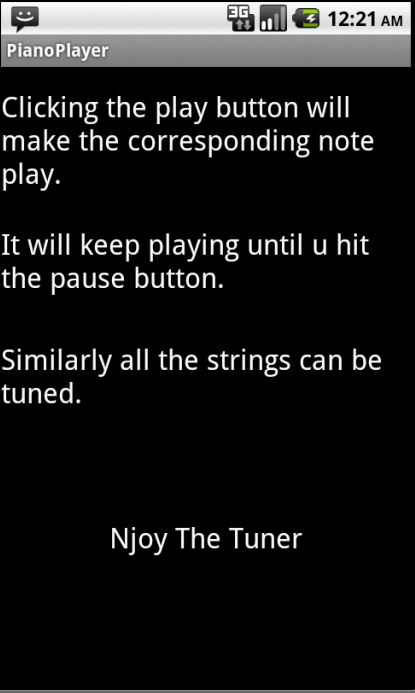 3G 12:21 AM
PianoPlayer
Clicking the play button will
make the corresponding note
play.
It will keep playing until u hit
the pause button.
Similarly all the strings can be
tuned.
Njoy The Tuner